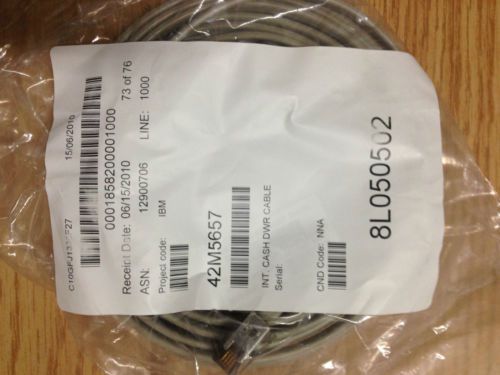 15/06/2010
0001858200001000
Receipt Date: 06/15/2010 73 of 76
ASN: 12900706 LINE: 1000
Project code: IBM
42M5657
INT. CASH DWR CABLE
Serial:
CND Code: NNA
8L050502